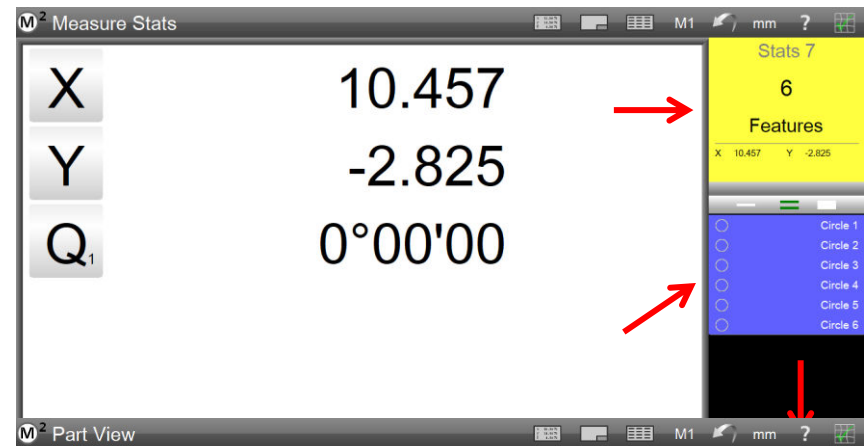 M² Measure Stats M1 mm ?
X 10.457
Y -2.825
Q1 0°00'00
Stats 7
6
Features
X 10.457 Y -2.825
Circle 1
Circle 2
Circle 3
Circle 4
Circle 5
Circle 6
M² Part View M1 mm ?